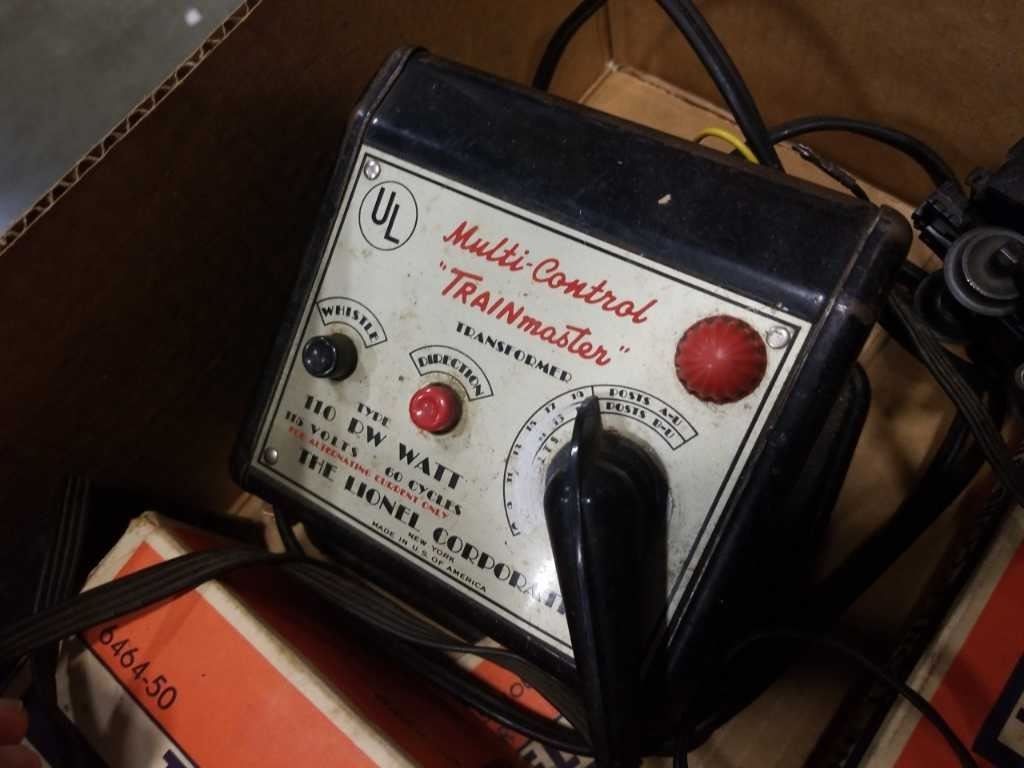 UL
Multi-Control
"TRAINmaster"
TRANSFORMER
WHISTLE
DIRECTION
POSTS A-U
POSTS B-U
TYPE
110 RW WATT
115 VOLTS 60 CYCLES
FOR ALTERNATING CURRENT ONLY
THE LIONEL
NEW YORK
MADE IN U.S. OF AMERICA
6464-50